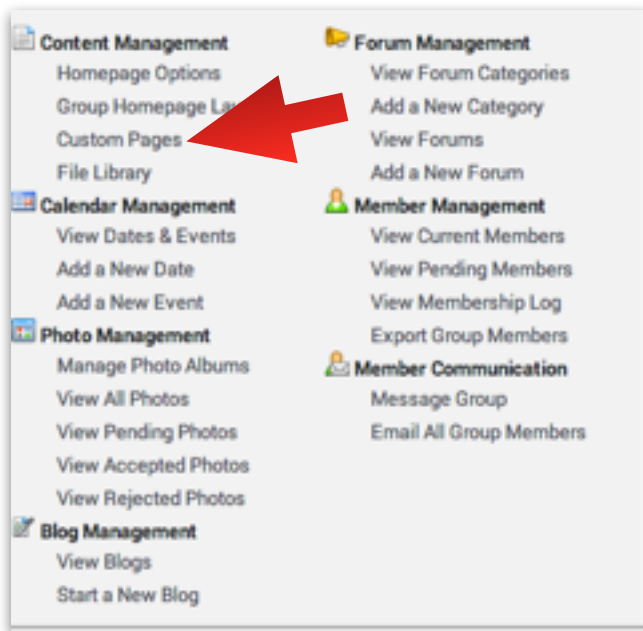 Content Management
Homepage Options
Group Homepage La
Custom Pages
File Library
Calendar Management
View Dates & Events
Add a New Date
Add a New Event
Photo Management
Manage Photo Albums
View All Photos
View Pending Photos
View Accepted Photos
View Rejected Photos
Blog Management
View Blogs
Start a New Blog
Forum Management
View Forum Categories
Add a New Category
View Forums
Add a New Forum
Member Management
View Current Members
View Pending Members
View Membership Log
Export Group Members
Member Communication
Message Group
Email All Group Members